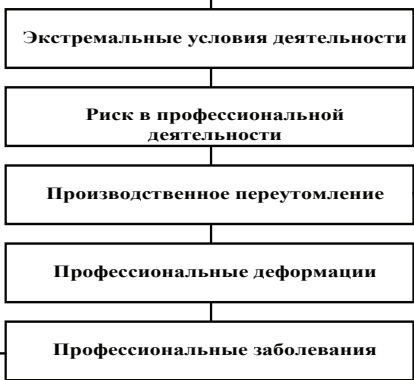 Экстремальные условия деятельности
Риск в профессиональной
деятельности
Производственное переутомление
Профессиональные деформации
Профессиональные заболевания